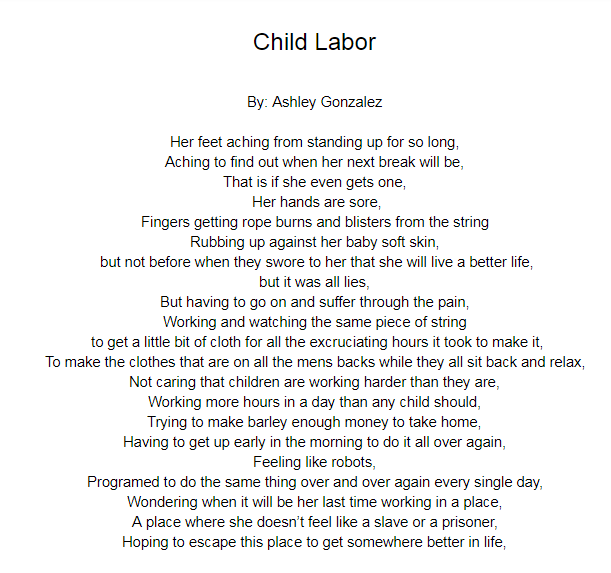 Child Labor
By: Ashley Gonzalez
Her feet aching from standing up for so long,
Aching to find out when her next break will be,
That is if she even gets one,
Her hands are sore,
Fingers getting rope burns and blisters from the string
Rubbing up against her baby soft skin,
but not before when they swore to her that she will live a better life,
but it was all lies,
But having to go on and suffer through the pain,
Working and watching the same piece of string
to get a little bit of cloth for all the excruciating hours it took to make it,
To make the clothes that are on all the mens backs while they all sit back and relax,
Not caring that children are working harder than they are,
Working more hours in a day than any child should,
Trying to make barley enough money to take home,
Having to get up early in the morning to do it all over again,
Feeling like robots,
Programed to do the same thing over and over again every single day,
Wondering when it will be her last time working in a place,
A place where she doesn't feel like a slave or a prisoner,
Hoping to escape this place to get somewhere better in life,